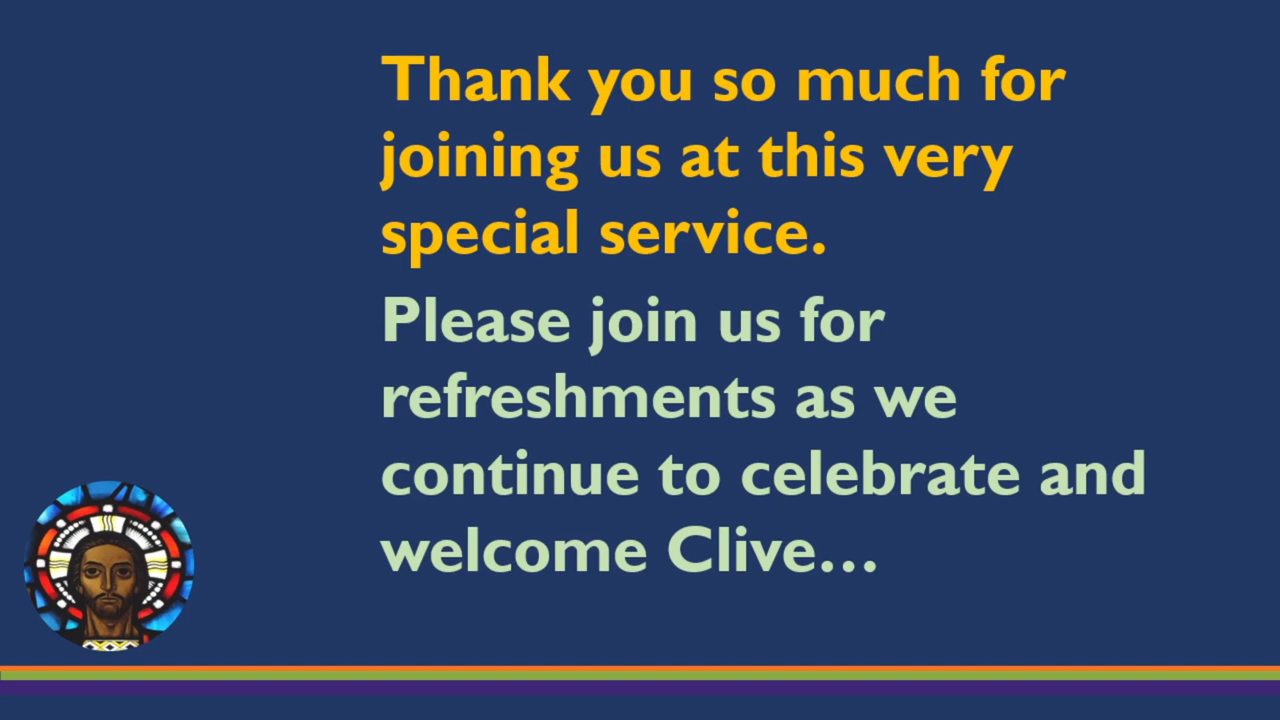 Thank you so much for
joining us at this very
special service.
Please join us for
refreshments as we
continue to celebrate and
welcome Clive...